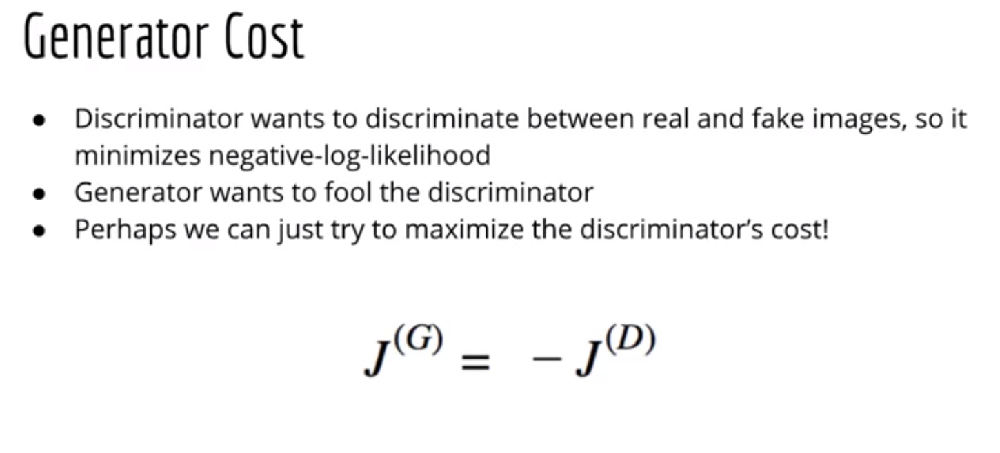 Generator Cost
● Discriminator wants to discriminate between real and fake images, so it
minimizes negative-log-likelihood
● Generator wants to fool the discriminator
● Perhaps we can just try to maximize the discriminator's cost!
J^(G) = − J^(D)